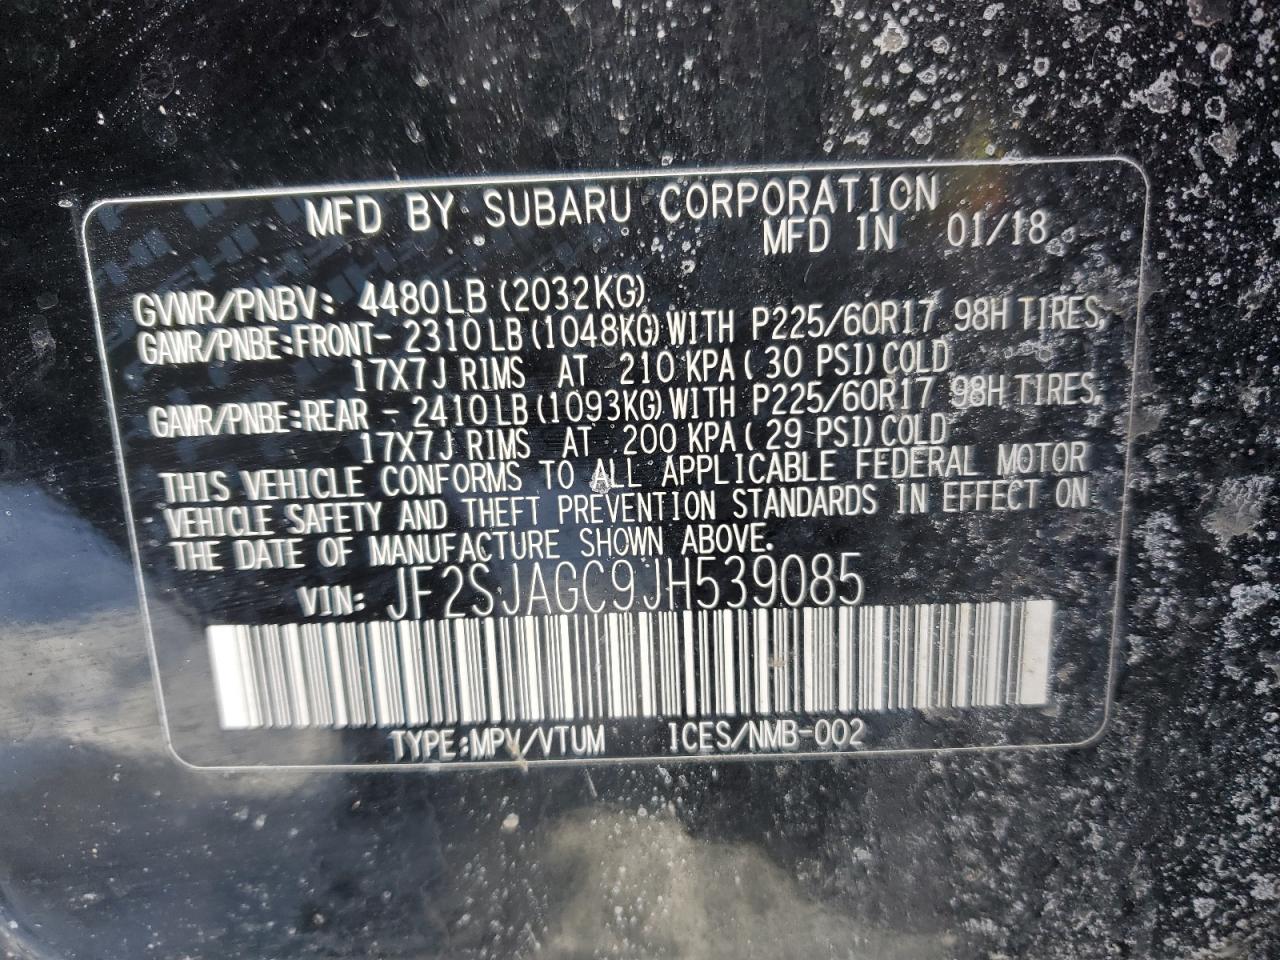 MFD BY SUBARU CORPORATION
MFD IN 01/18
GVWR/PNBV: 4480LB (2032KG)
GAWR/PNBE:FRONT- 2310LB (1048KG) WITH P225/60R17 98H TIRES,
17X7J RIMS AT 210 KPA ( 30 PSI) COLD
GAWR/PNBE:REAR - 2410LB (1093KG) WITH P225/60R17 98H TIRES,
17X7J RIMS AT 200 KPA ( 29 PSI) COLD
THIS VEHICLE CONFORMS TO ALL APPLICABLE FEDERAL MOTOR
VEHICLE SAFETY AND THEFT PREVENTION STANDARDS IN EFFECT ON
THE DATE OF MANUFACTURE SHOWN ABOVE.
VIN: JF2SJAGC9JH539085
TYPE:MPV/VTUM ICES/NMB-002